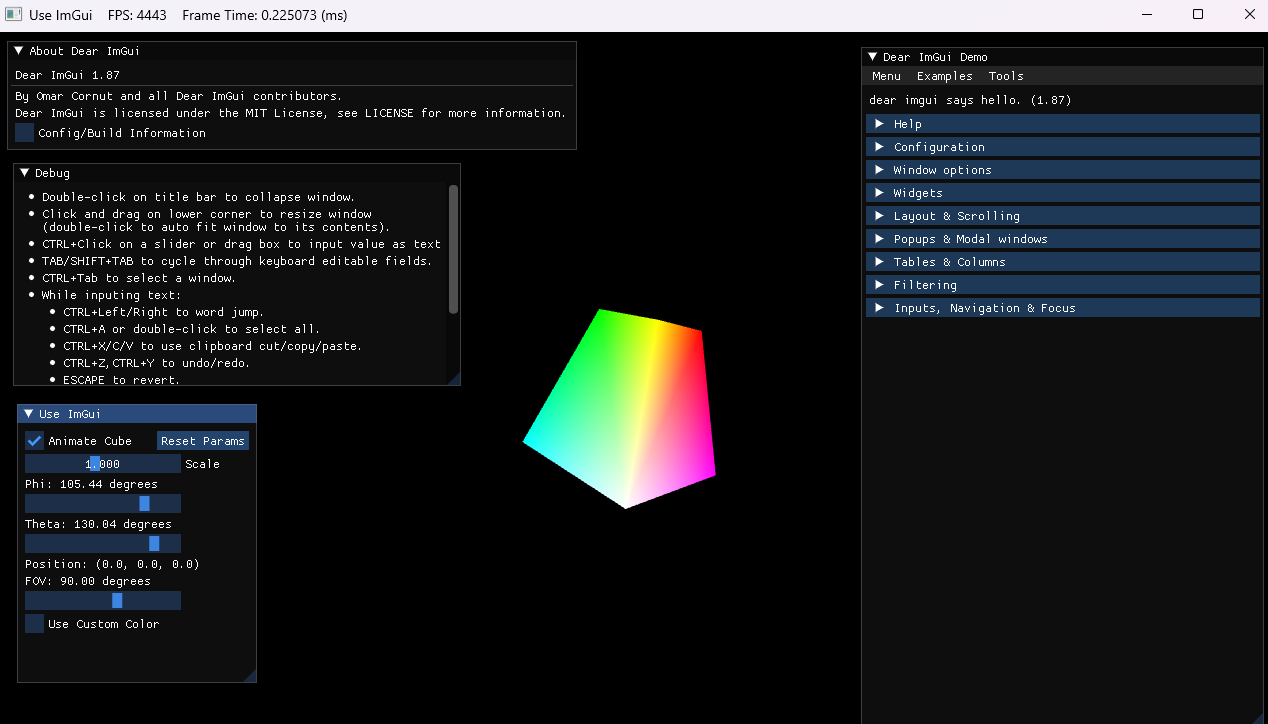 Use ImGui FPS: 4443 Frame Time: 0.225073 (ms)
About Dear ImGui
Dear ImGui 1.87
By Omar Cornut and all Dear ImGui contributors.
Dear ImGui is licensed under the MIT License, see LICENSE for more information.
Config/Build Information
Debug
Double-click on title bar to collapse window.
Click and drag on lower corner to resize window
(double-click to auto fit window to its contents).
CTRL+Click on a slider or drag box to input value as text
TAB/SHIFT+TAB to cycle through keyboard editable fields.
CTRL+Tab to select a window.
While inputing text:
CTRL+Left/Right to word jump.
CTRL+A or double-click to select all.
CTRL+X/C/V to use clipboard cut/copy/paste.
CTRL+Z,CTRL+Y to undo/redo.
ESCAPE to revert.
Use ImGui
Animate Cube Reset Params
1.000 Scale
Phi: 105.44 degrees
Theta: 130.04 degrees
Position: (0.0, 0.0, 0.0)
FOV: 90.00 degrees
Use Custom Color
Dear ImGui Demo
Menu Examples Tools
dear imgui says hello. (1.87)
Help
Configuration
Window options
Widgets
Layout & Scrolling
Popups & Modal windows
Tables & Columns
Filtering
Inputs, Navigation & Focus